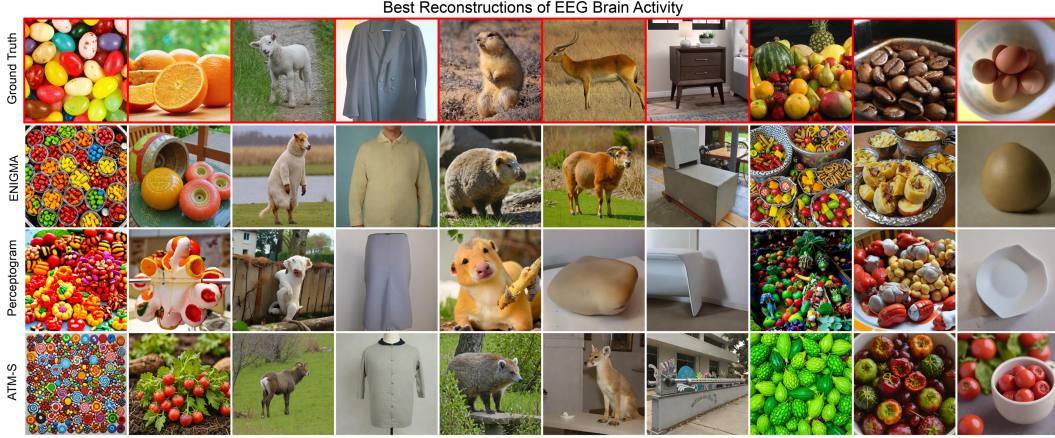 Best Reconstructions of EEG Brain Activity
Ground Truth
ENIGMA
Perceptogram
ATM-S